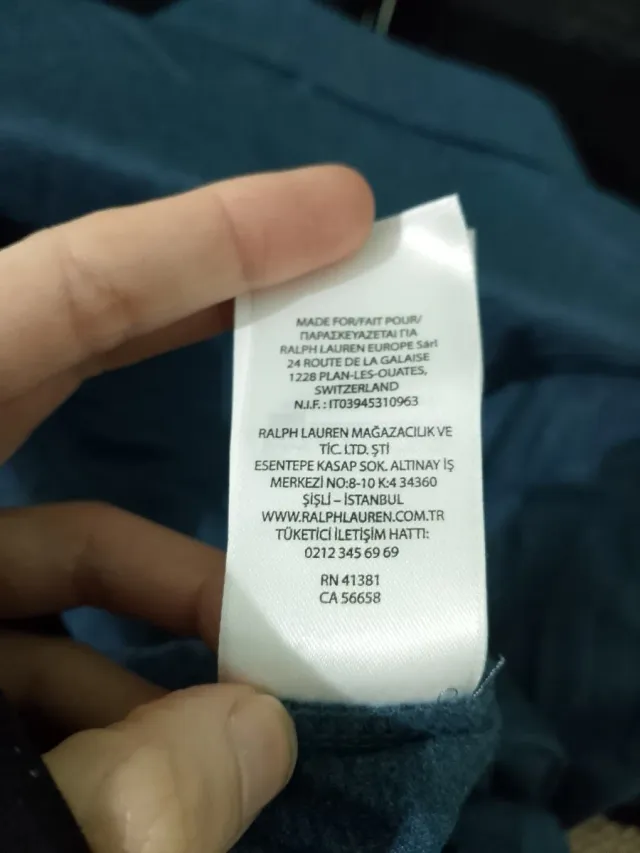 MADE FOR/FAIT POUR/
ΠΑΡΑΣΚΕΥΑΖΕΤΑΙ ΓΙΑ
RALPH LAUREN EUROPE Sàrl
24 ROUTE DE LA GALAISE
1228 PLAN-LES-OUATES,
SWITZERLAND
N.I.F. : IT03945310963
RALPH LAUREN MAĞAZACILIK VE
TİC. LTD. ŞTİ
ESENTEPE KASAP SOK. ALTINAY İŞ
MERKEZİ NO:8-10 K:4 34360
ŞİŞLİ – İSTANBUL
WWW.RALPHLAUREN.COM.TR
TÜKETİCİ İLETİŞİM HATTI:
0212 345 69 69
RN 41381
CA 56658